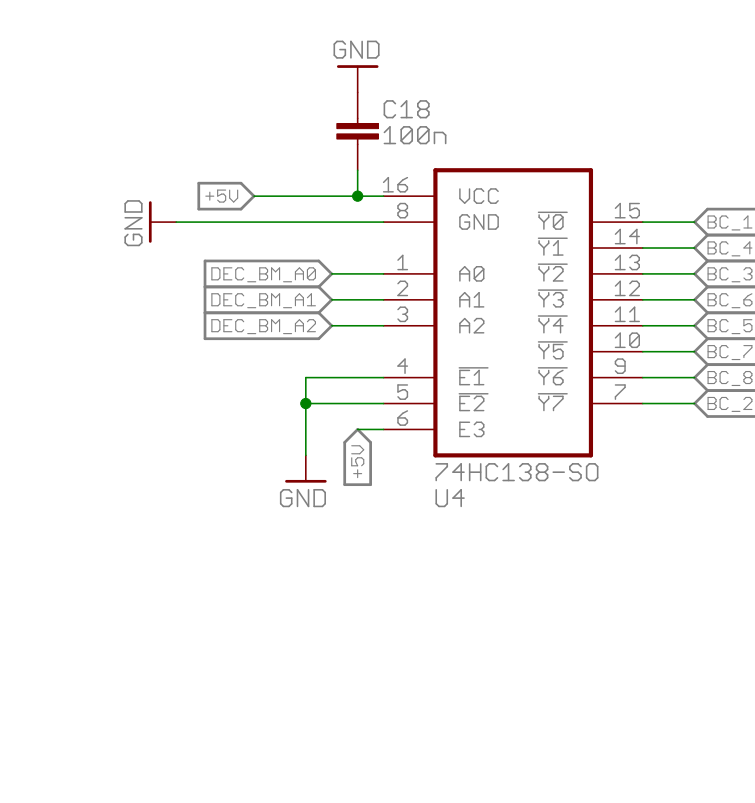 GND
C18
100n
+5V
16
VCC
GND
8
GND
Y0
15
BC_1
Y1
14
BC_4
DEC_BM_A0
1
A0
Y2
13
BC_3
DEC_BM_A1
2
A1
Y3
12
BC_6
DEC_BM_A2
3
A2
Y4
11
BC_5
Y5
10
BC_7
4
E1
Y6
9
BC_8
5
E2
Y7
7
BC_2
6
E3
+5V
74HC138-SO
GND
U4